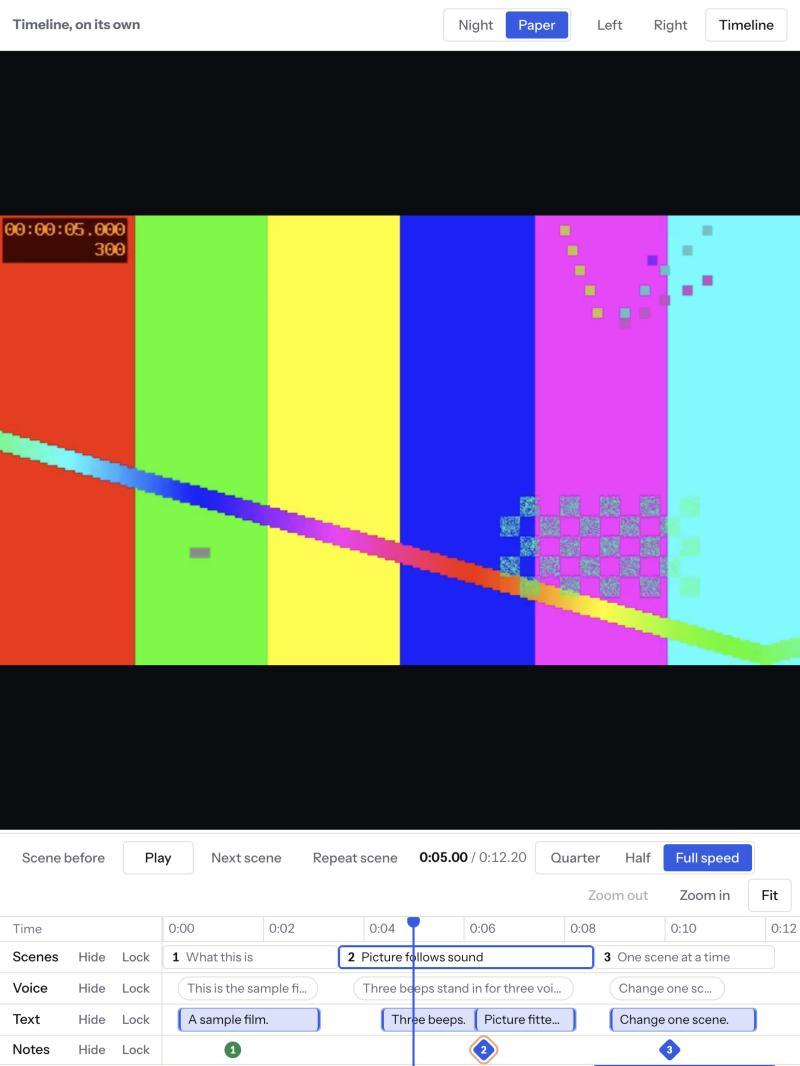 Timeline, on its own Night Paper Left Right Timeline
00:00:05.000
300
Scene before Play Next scene Repeat scene 0:05.00 / 0:12.20 Quarter Half Full speed
Zoom out Zoom in Fit
Time 0:00 0:02 0:04 0:06 0:08 0:10 0:12
Scenes Hide Lock 1 What this is 2 Picture follows sound 3 One scene at a time
Voice Hide Lock This is the sample fi... Three beeps stand in for three voi... Change one sc...
Text Hide Lock A sample film. Three beeps. Picture fitte... Change one scene.
Notes Hide Lock 1 2 3